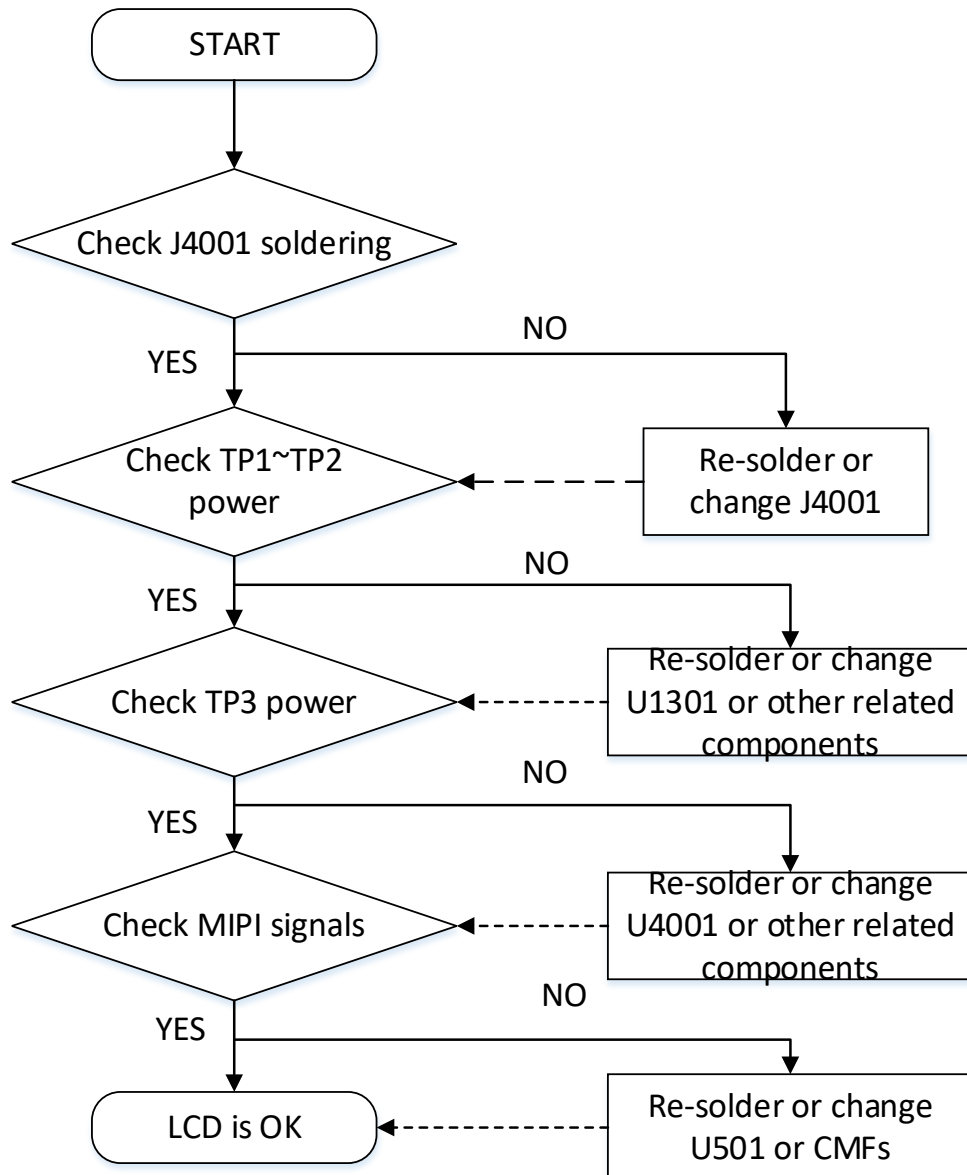 START
Check J4001 soldering
NO
YES
Check TP1~TP2
power
Re-solder or
change J4001
NO
YES
Check TP3 power
Re-solder or change
U1301 or other related
components
NO
YES
Check MIPI signals
Re-solder or change
U4001 or other related
components
NO
YES
LCD is OK
Re-solder or change
U501 or CMFs